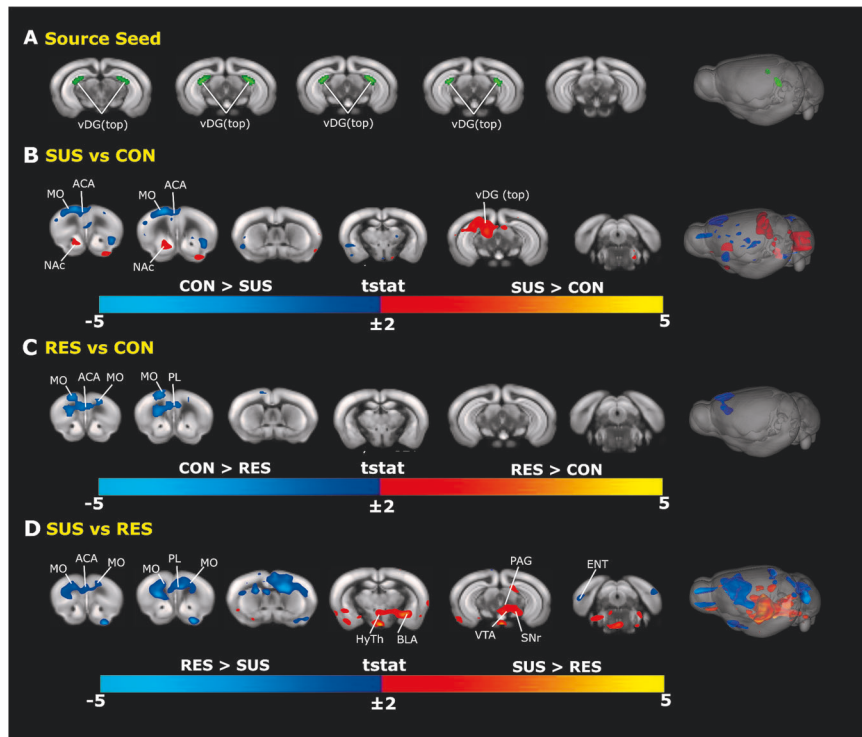 A Source Seed
vDG(top) vDG(top) vDG(top) vDG(top)
B SUS vs CON
MO ACA MO ACA vDG (top)
NAc NAc
CON > SUS tstat SUS > CON
-5 ±2 5
C RES vs CON
MO ACA MO MO PL
CON > RES tstat RES > CON
-5 ±2 5
D SUS vs RES
MO ACA MO MO PL MO PAG ENT
HyTh BLA VTA SNr
RES > SUS tstat SUS > RES
-5 ±2 5